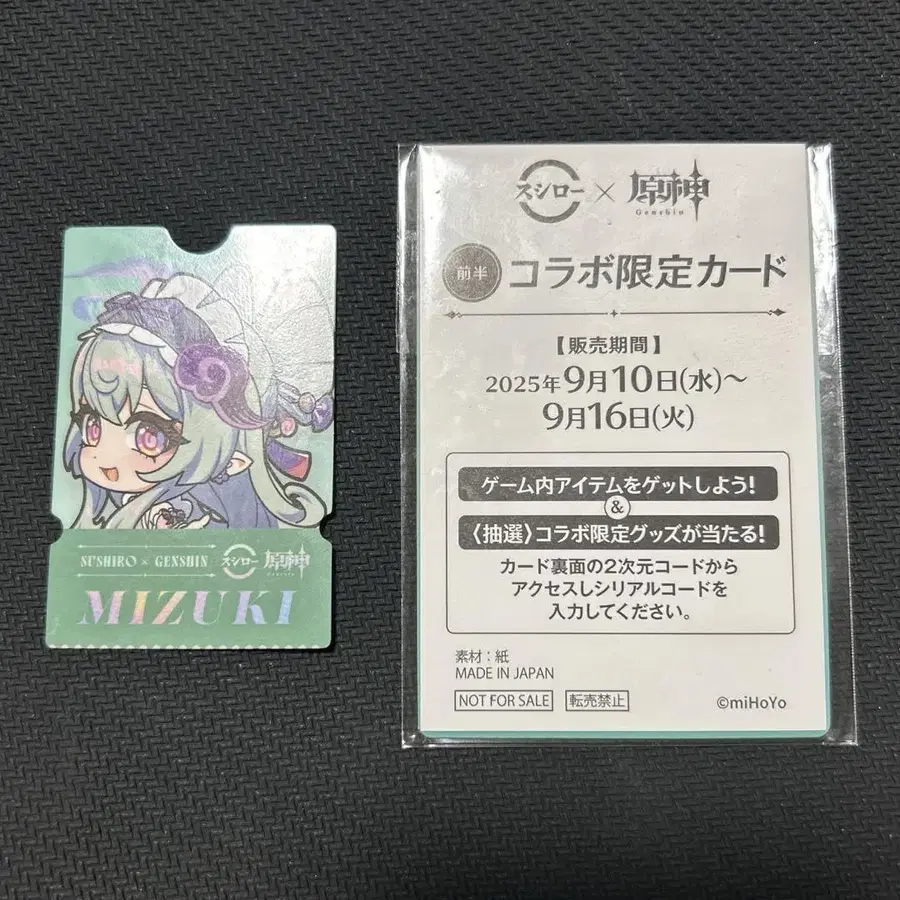 SUSHIRO × GENSHIN スシロー 原神
Genshin
MIZUKI
スシロー × 原神
Genshin
前半 コラボ限定カード
【販売期間】
2025年9月10日(水)~
9月16日(火)
ゲーム内アイテムをゲットしよう!
&
〈抽選〉コラボ限定グッズが当たる!
カード裏面の2次元コードから
アクセスしシリアルコードを
入力してください。
素材:紙
MADE IN JAPAN
NOT FOR SALE 転売禁止 ©miHoYo